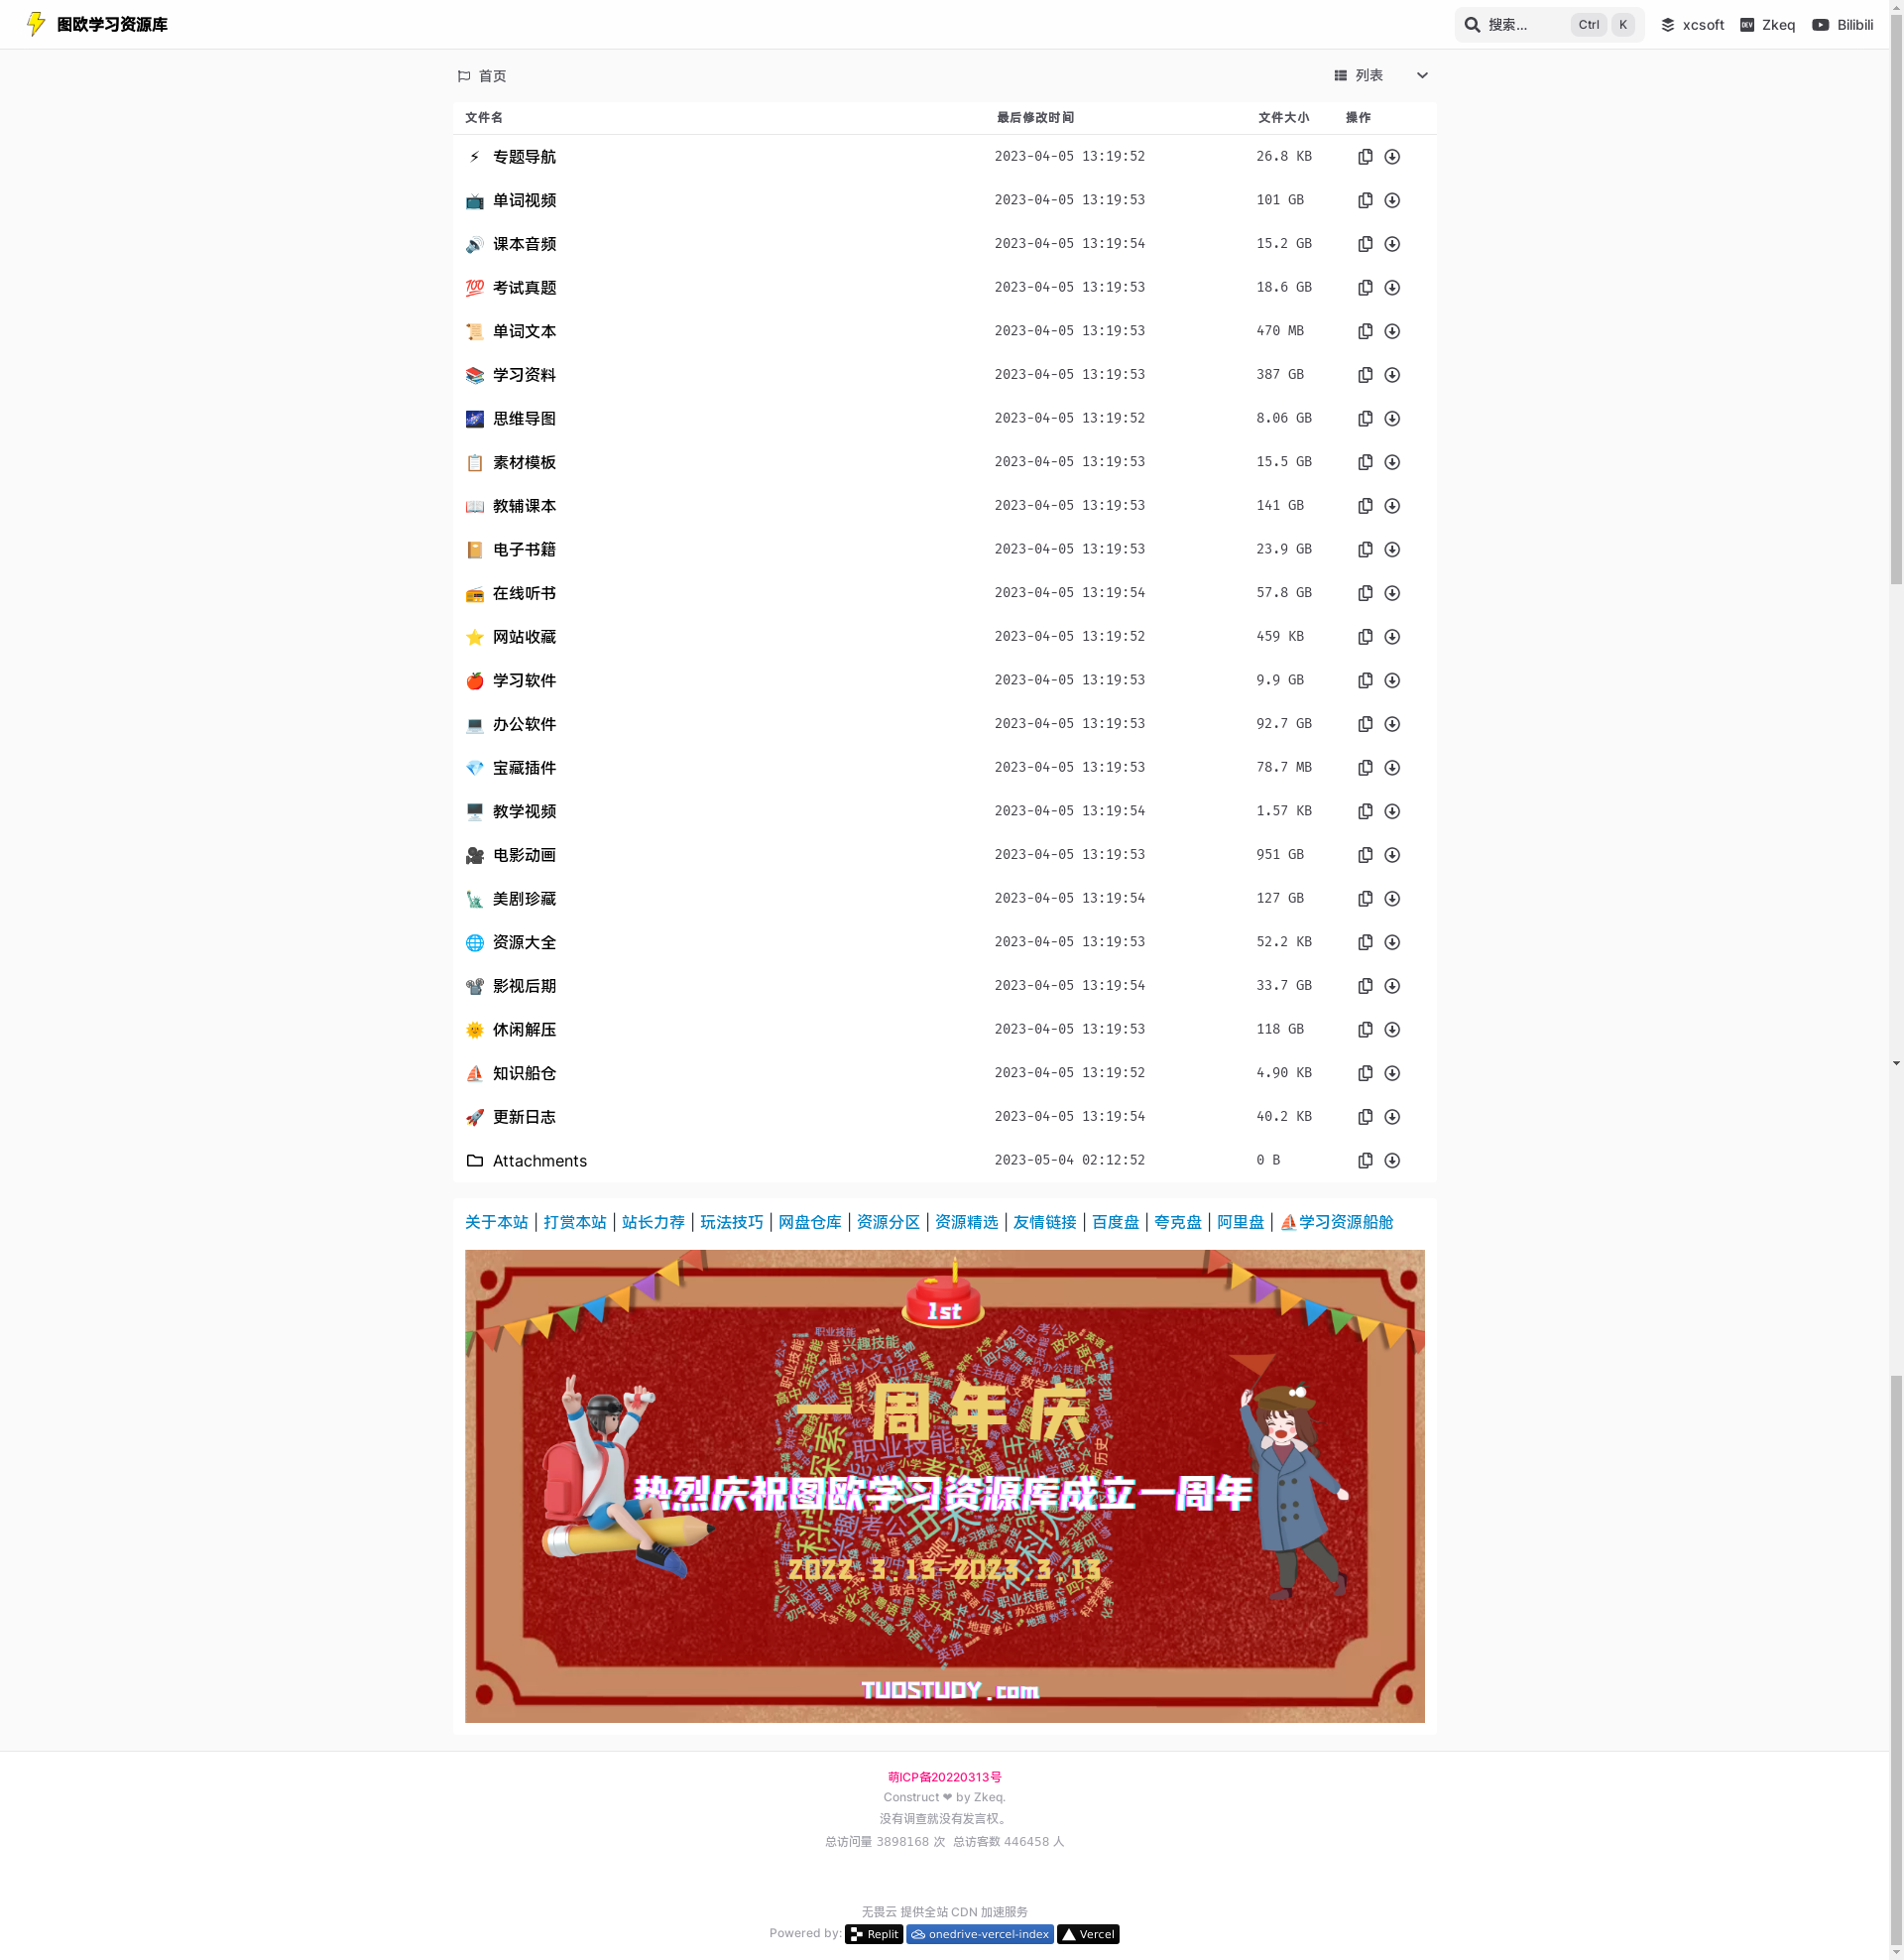 图欧学习资源库 搜索... Ctrl K xcsoft Zkeq Bilibili
首页 列表
文件名 最后修改时间 文件大小 操作
专题导航 2023-04-05 13:19:52 26.8 KB
单词视频 2023-04-05 13:19:53 101 GB
课本音频 2023-04-05 13:19:54 15.2 GB
考试真题 2023-04-05 13:19:53 18.6 GB
单词文本 2023-04-05 13:19:53 470 MB
学习资料 2023-04-05 13:19:53 387 GB
思维导图 2023-04-05 13:19:52 8.06 GB
素材模板 2023-04-05 13:19:53 15.5 GB
教辅课本 2023-04-05 13:19:53 141 GB
电子书籍 2023-04-05 13:19:53 23.9 GB
在线听书 2023-04-05 13:19:54 57.8 GB
网站收藏 2023-04-05 13:19:52 459 KB
学习软件 2023-04-05 13:19:53 9.9 GB
办公软件 2023-04-05 13:19:53 92.7 GB
宝藏插件 2023-04-05 13:19:53 78.7 MB
教学视频 2023-04-05 13:19:54 1.57 KB
电影动画 2023-04-05 13:19:53 951 GB
美剧珍藏 2023-04-05 13:19:54 127 GB
资源大全 2023-04-05 13:19:53 52.2 KB
影视后期 2023-04-05 13:19:54 33.7 GB
休闲解压 2023-04-05 13:19:53 118 GB
知识船仓 2023-04-05 13:19:52 4.90 KB
更新日志 2023-04-05 13:19:54 40.2 KB
Attachments 2023-05-04 02:12:52 0 B
关于本站 | 打赏本站 | 站长力荐 | 玩法技巧 | 网盘仓库 | 资源分区 | 资源精选 | 友情链接 | 百度盘 | 夸克盘 | 阿里盘 | ⛵学习资源船舱
1st
一周年庆
热烈庆祝图欧学习资源库成立一周年
2022.3.13-2023.3.13
TUOSTUDY.com
萌ICP备20220313号
Construct ❤ by Zkeq.
没有调查就没有发言权。
总访问量 3898168 次 总访客数 446458 人
无畏云 提供全站 CDN 加速服务
Powered by: Replit onedrive-vercel-index Vercel